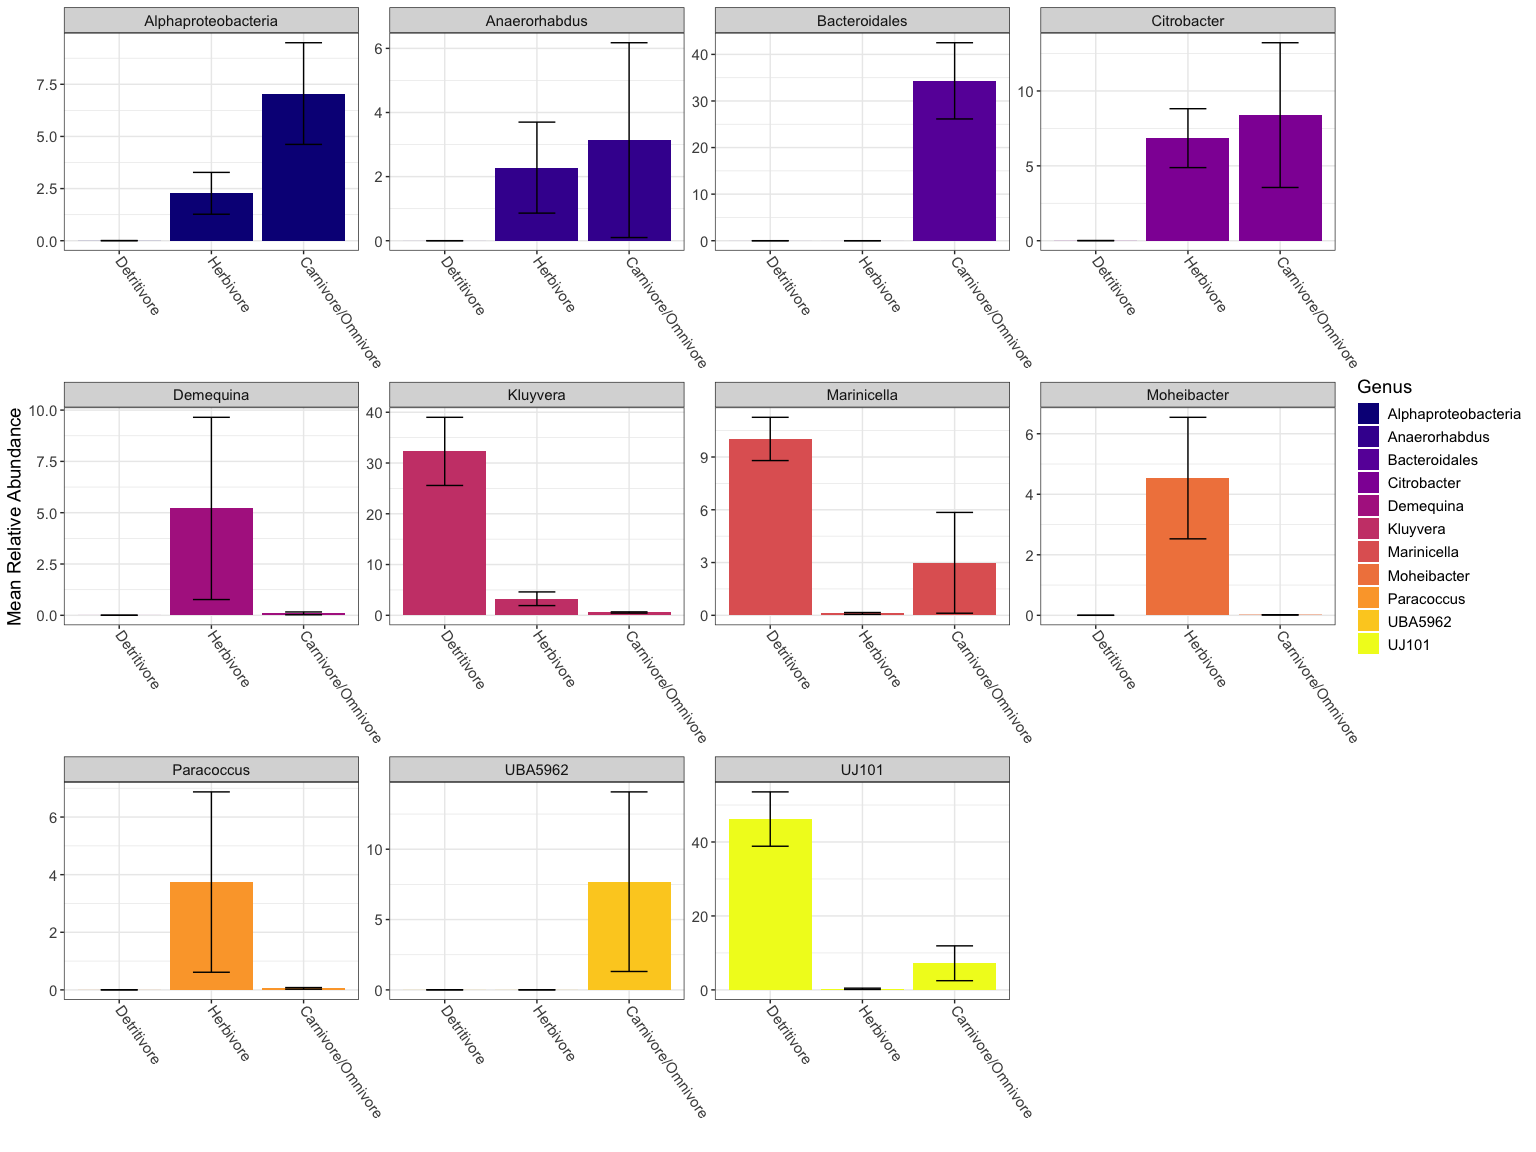 Alphaproteobacteria Anaerorhabdus Bacteroidales Citrobacter
7.5
5.0
2.5
0.0
6
4
2
0
40
30
20
10
0
10
5
0
Detritivore Herbivore Carnivore/Omnivore
Detritivore Herbivore Carnivore/Omnivore
Detritivore Herbivore Carnivore/Omnivore
Detritivore Herbivore Carnivore/Omnivore
Mean Relative Abundance
Demequina Kluyvera Marinicella Moheibacter
10.0
7.5
5.0
2.5
0.0
40
30
20
10
0
9
6
3
0
6
4
2
0
Detritivore Herbivore Carnivore/Omnivore
Detritivore Herbivore Carnivore/Omnivore
Detritivore Herbivore Carnivore/Omnivore
Detritivore Herbivore Carnivore/Omnivore
Paracoccus UBA5962 UJ101
6
4
2
0
10
5
0
40
20
0
Detritivore Herbivore Carnivore/Omnivore
Detritivore Herbivore Carnivore/Omnivore
Detritivore Herbivore Carnivore/Omnivore
Genus
Alphaproteobacteria
Anaerorhabdus
Bacteroidales
Citrobacter
Demequina
Kluyvera
Marinicella
Moheibacter
Paracoccus
UBA5962
UJ101